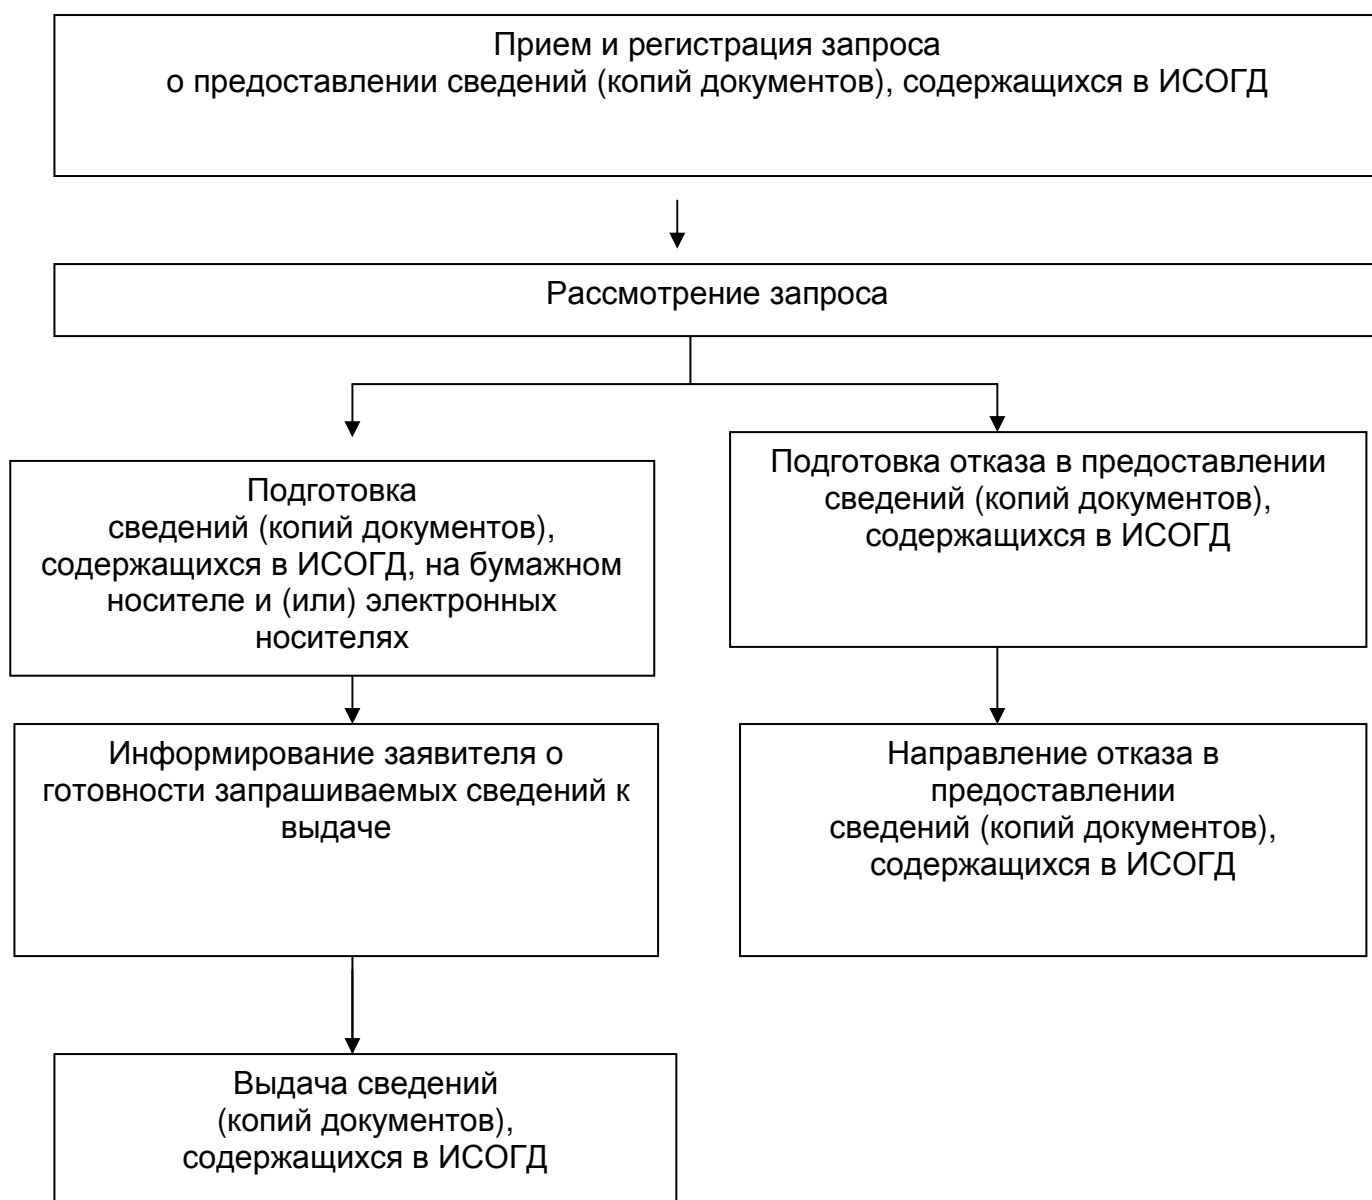 Прием и регистрация запроса
о предоставлении сведений (копий документов), содержащихся в ИСОГД
Рассмотрение запроса
Подготовка
сведений (копий документов),
содержащихся в ИСОГД, на бумажном
носителе и (или) электронных
носителях
Подготовка отказа в предоставлении
сведений (копий документов),
содержащихся в ИСОГД
Информирование заявителя о
готовности запрашиваемых сведений к
выдаче
Направление отказа в
предоставлении
сведений (копий документов),
содержащихся в ИСОГД
Выдача сведений
(копий документов),
содержащихся в ИСОГД